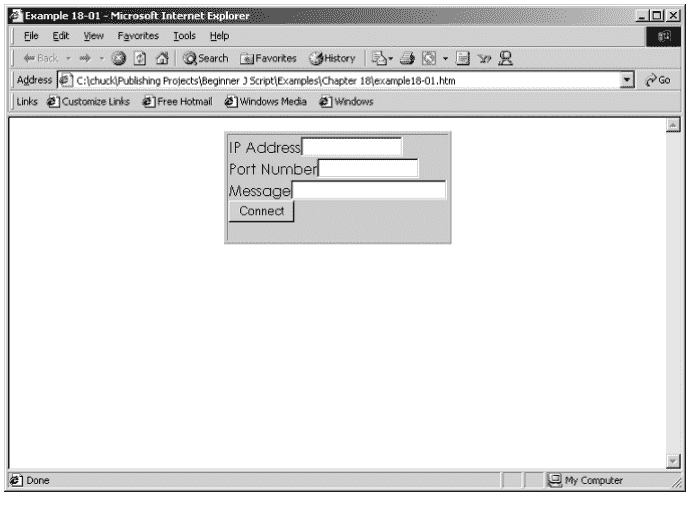 Example 18-01 - Microsoft Internet Explorer
File Edit View Favorites Tools Help
Back Search Favorites History
Address C:\chuck\Publishing Projects\Beginner J Script\Examples\Chapter 18\example18-01.htm Go
Links Customize Links Free Hotmail Windows Media Windows
IP Address
Port Number
Message
Connect
Done My Computer